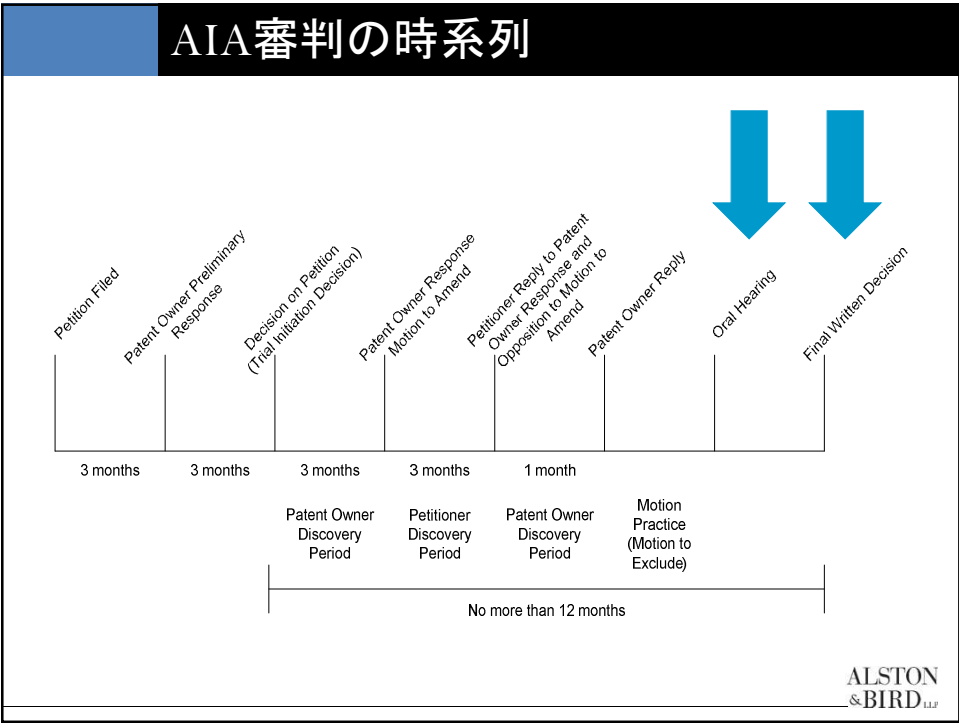 AIA審判の時系列
Petition Filed
Patent Owner Preliminary
Response
Decision on Petition
(Trial Initiation Decision)
Patent Owner Response
Motion to Amend
Petitioner Reply to Patent
Owner Response and
Opposition to Motion to
Amend
Patent Owner Reply
Oral Hearing
Final Written Decision
3 months
3 months
3 months
3 months
1 month
Patent Owner
Discovery
Period
Petitioner
Discovery
Period
Patent Owner
Discovery
Period
Motion
Practice
(Motion to
Exclude)
No more than 12 months
ALSTON
&BIRD LLP